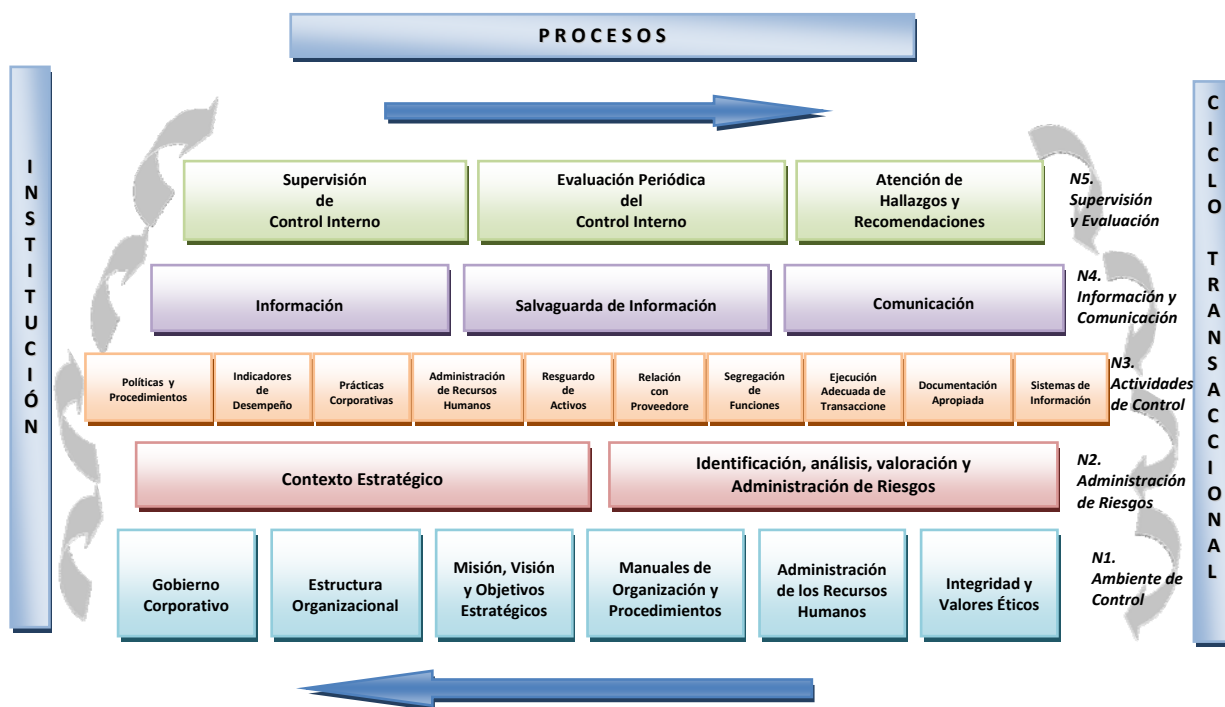 PROCESOS
INSTITUCIÓN
CICLO TRANSACCIONAL
Supervisión
de
Control Interno
Evaluación Periódica
del
Control Interno
Atención de
Hallazgos y
Recomendaciones
N5.
Supervisión
v Evaluación
Información
Salvaguarda de Información
Comunicación
N4.
Información y
Comunicación
Políticas y
Procedimientos
Indicadores
de
Desempeño
Prácticas
Corporativas
Administración
de Recursos
Humanos
Resguardo
de
Activos
Relación
con
Proveedore
Segregación
de
Funciones
Ejecución
Adecuada de
Transaccione
Documentación
Apropiada
Sistemas de
Información
N3.
Actividades
de Control
Contexto Estratégico
Identificación, análisis, valoración y
Administración de Riesgos
N2.
Administración
de Riesgos
Gobierno
Corporativo
Estructura
Organizacional
Misión, Visión
y Objetivos
Estratégicos
Manuales de
Organización y
Procedimientos
Administración
de los Recursos
Humanos
Integridad y
Valores Éticos
N1.
Ambiente de
Control